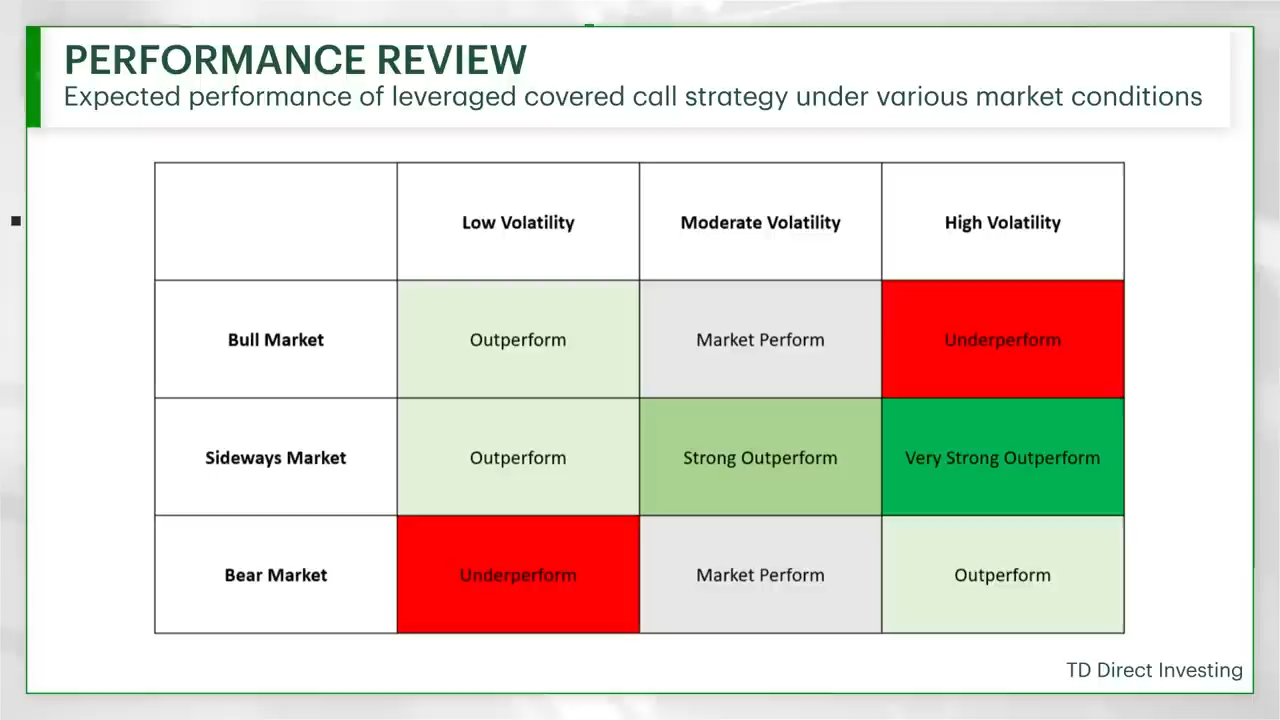 PERFORMANCE REVIEW
Expected performance of leveraged covered call strategy under various market conditions
Low Volatility Moderate Volatility High Volatility
Bull Market Outperform Market Perform Underperform
Sideways Market Outperform Strong Outperform Very Strong Outperform
Bear Market Underperform Market Perform Outperform
TD Direct Investing